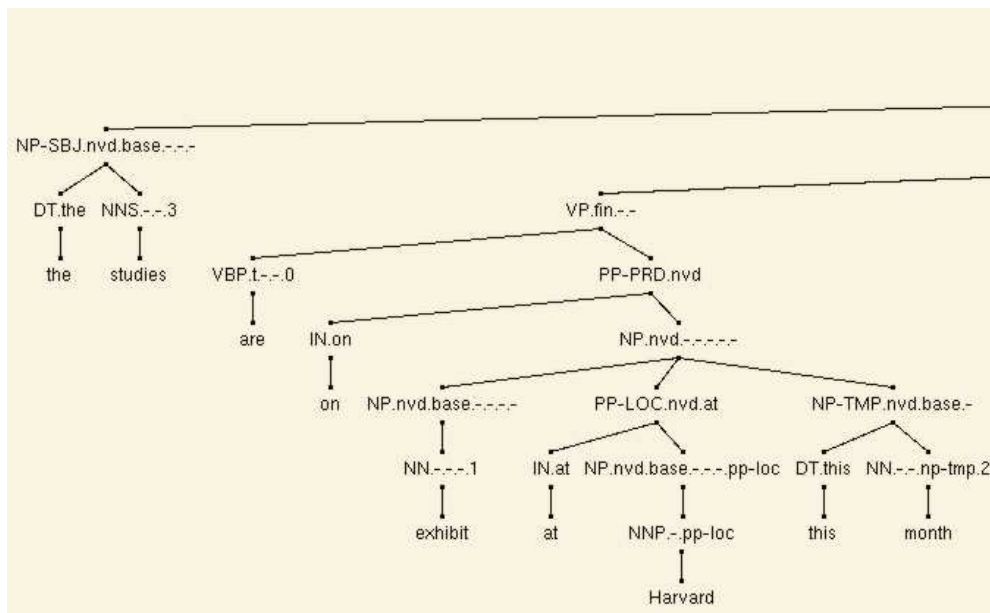 NP-SBJ.nvd.base.-.-.-
DT.the NNS.-.-.3 VP.fin.-.-
the studies VBP.t.-.-.0 PP-PRD.nvd
are IN.on NP.nvd.-.-.-.-.-
on NP.nvd.base.-.-.-.- PP-LOC.nvd.at NP-TMP.nvd.base.-
NN.-.-.-.1 IN.at NP.nvd.base.-.-.-.pp-loc DT.this NN.-.-.np-tmp.2
exhibit at NNP.-.pp-loc this month
Harvard